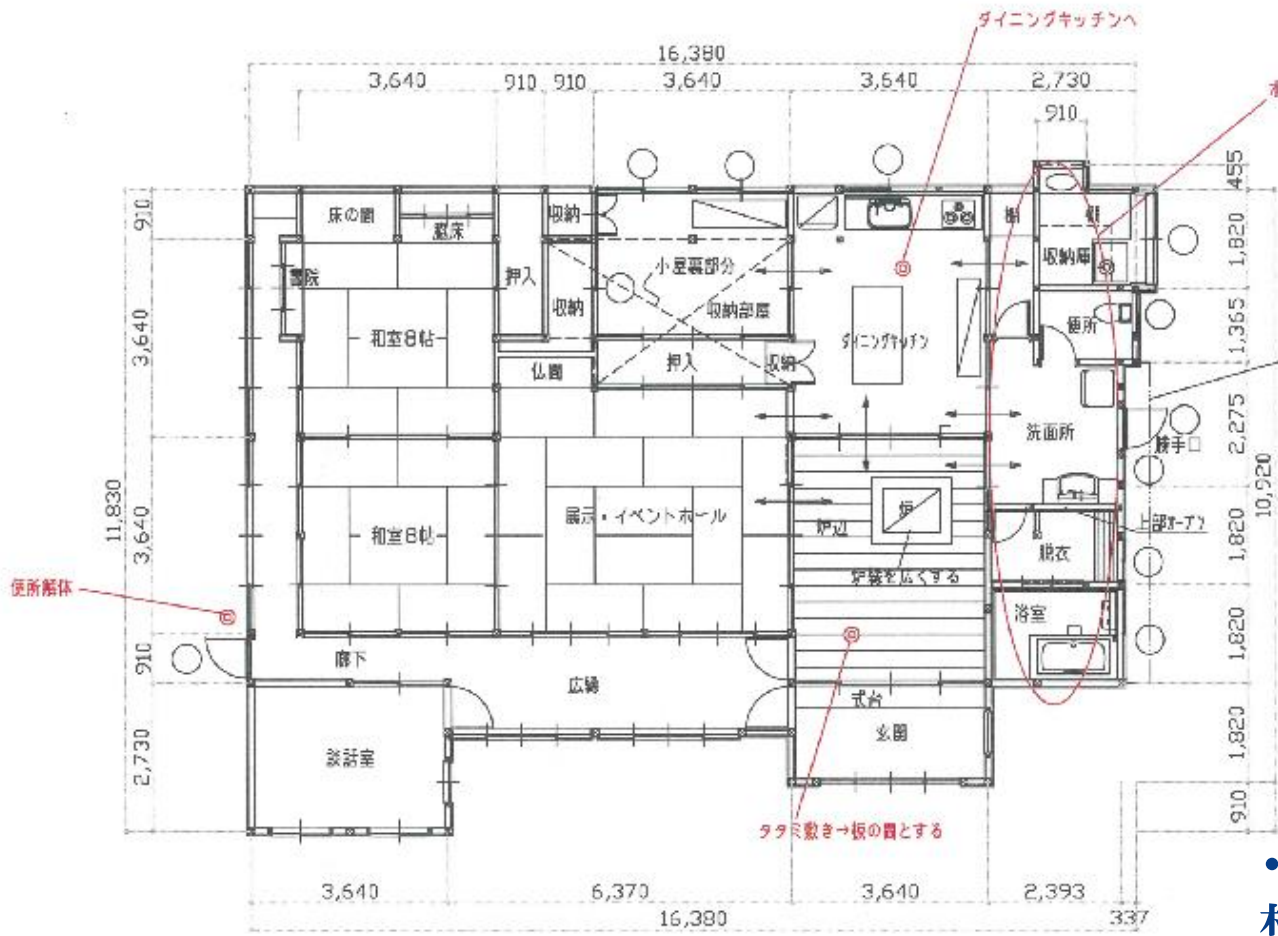 ダイニングキッチンへ
16,380
3,640
910
910
3,640
3,640
2,730
910
455
910
床の間
脇床
収納
棚
棚
1,820
書院
押入
収納
小屋裏部分
収納部屋
収納庫
3,640
和室8帖
便所
1,365
ダイニングキッチン
仏間
押入
収納
2,275
洗面所
勝手口
11,830
10,920
3,640
和室8帖
展示・イベントホール
炉
炉辺
上部オープン
1,820
脱衣
炉縁を広くする
便所解体
浴室
1,820
910
廊下
広縁
式台
玄関
1,820
2,730
談話室
910
タタミ敷き→板の間とする
3,640
6,370
3,640
2,393
16,380
337